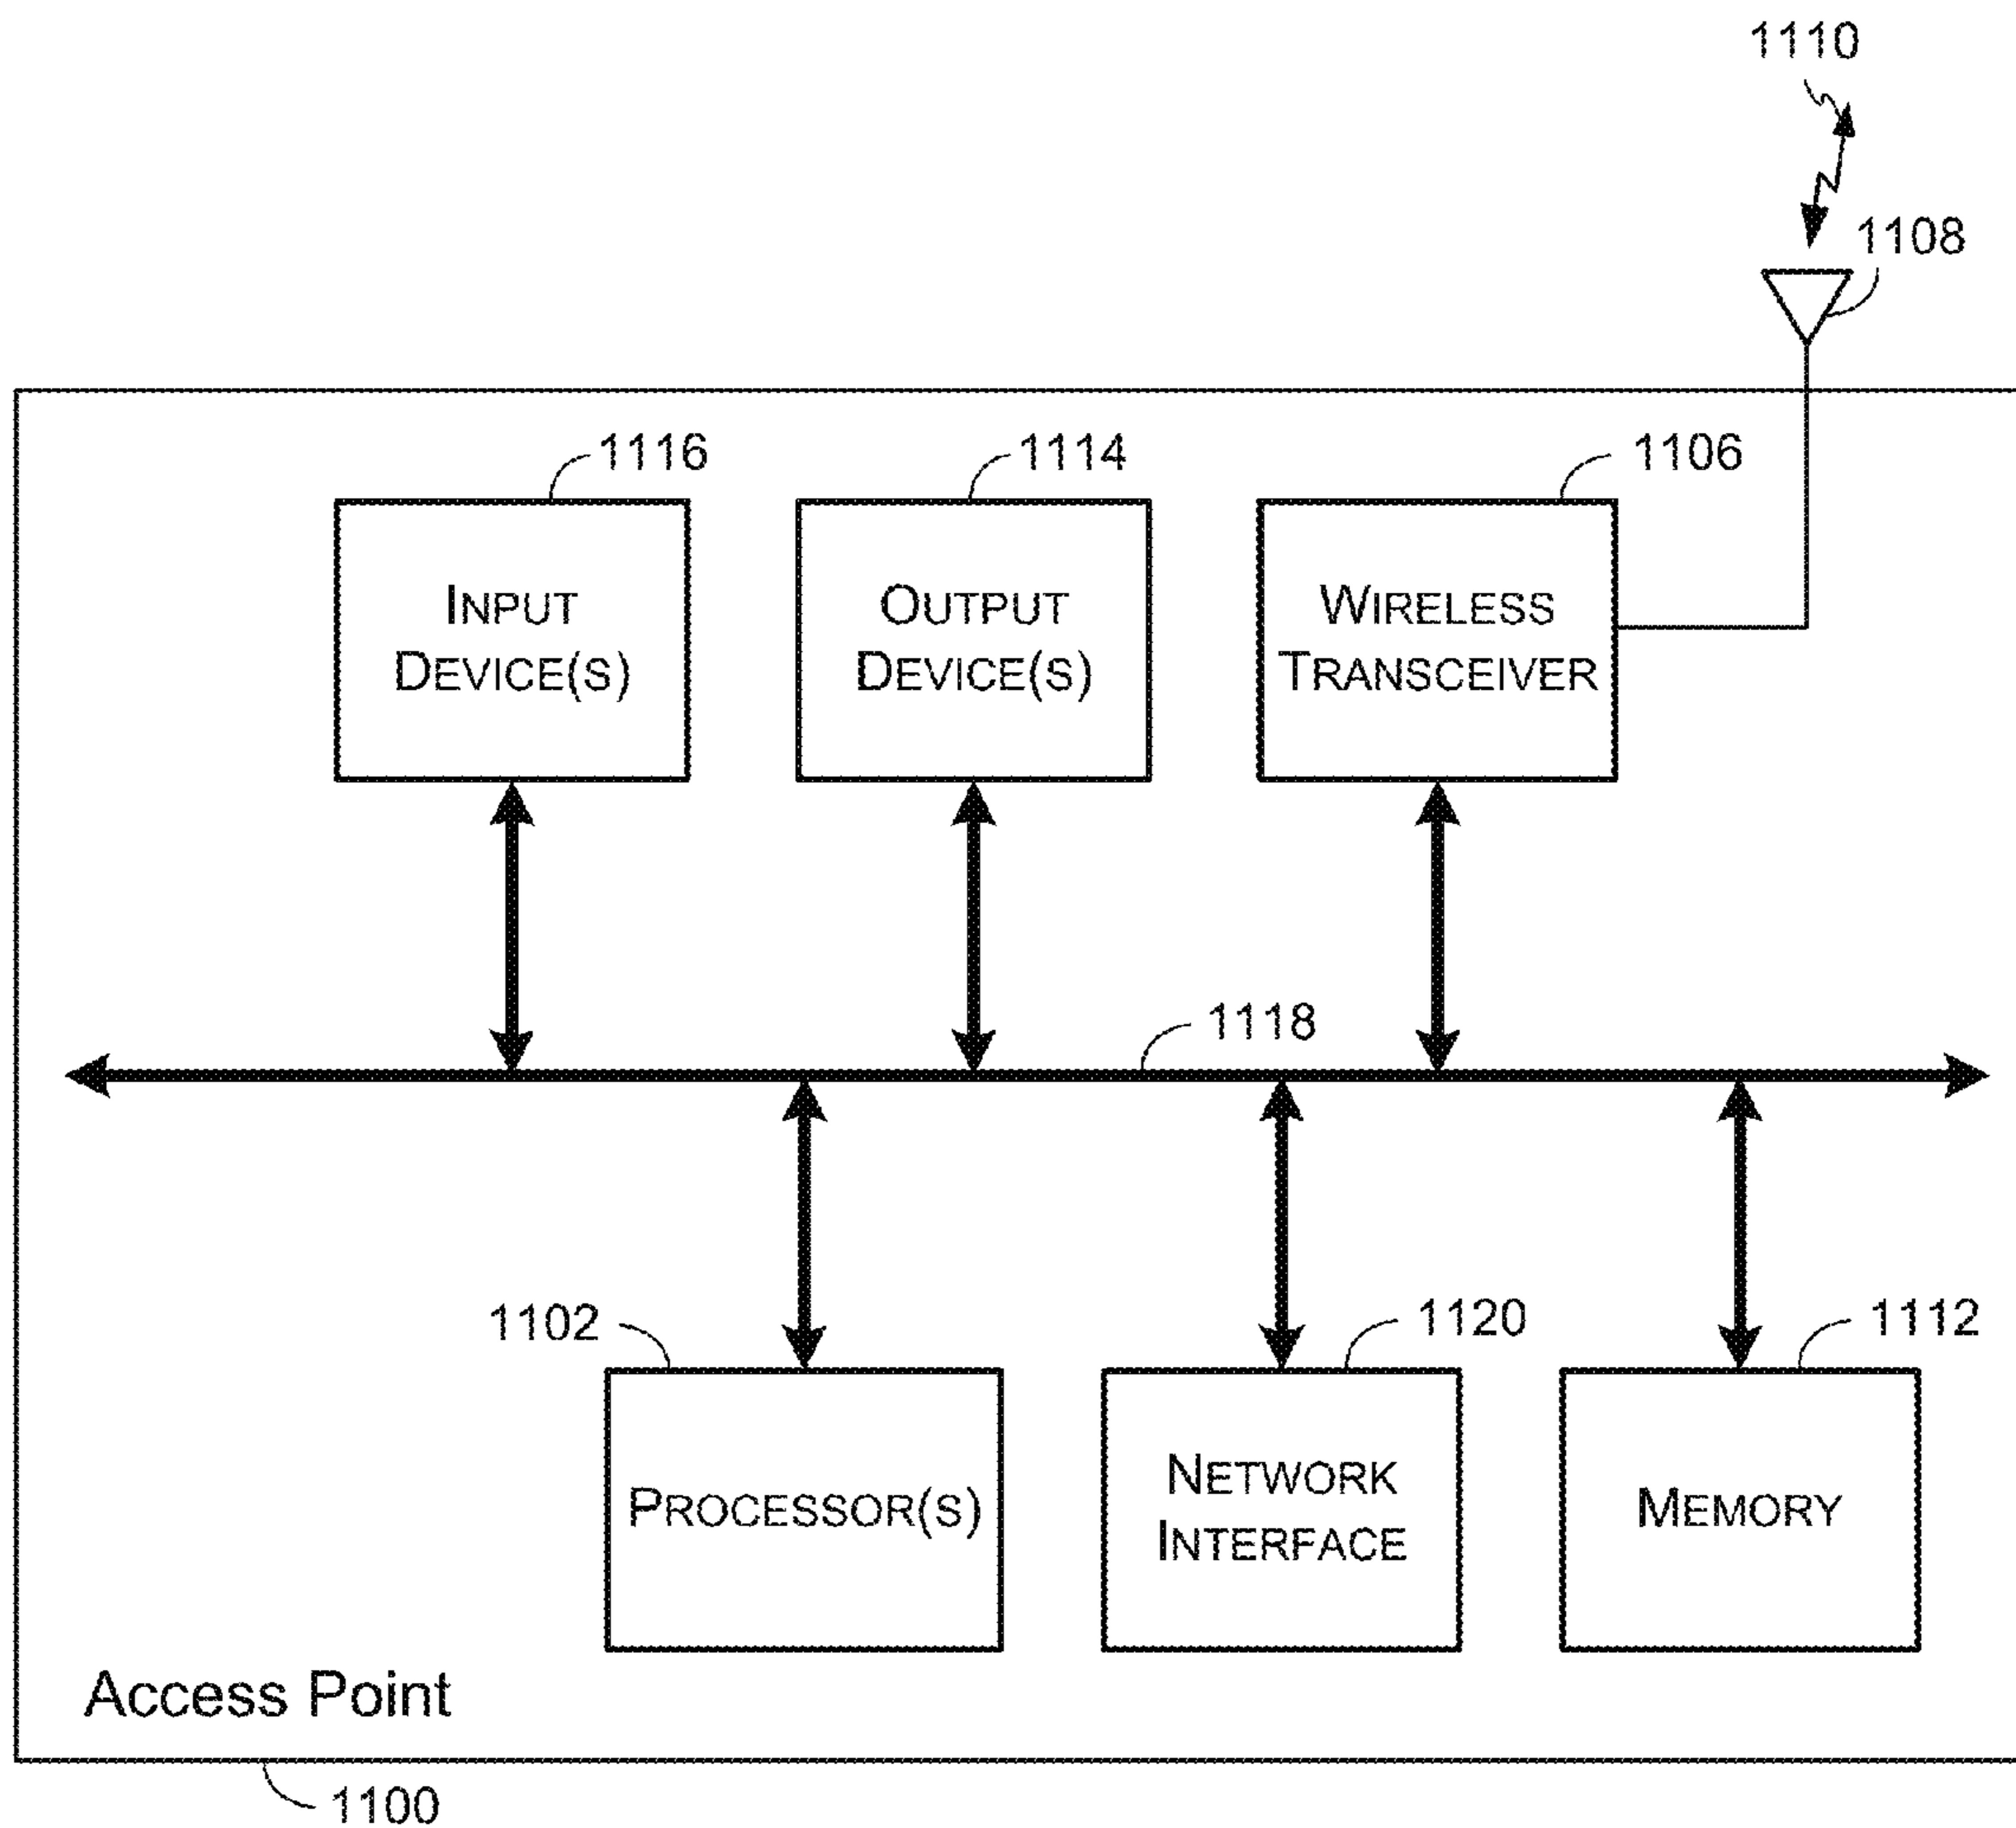 1110
1108
1116
1114
1106
INPUT
DEVICE(S)
OUTPUT
DEVICE(S)
WIRELESS
TRANSCEIVER
1118
1102
1120
1112
PROCESSOR(S)
NETWORK
INTERFACE
MEMORY
Access Point
1100